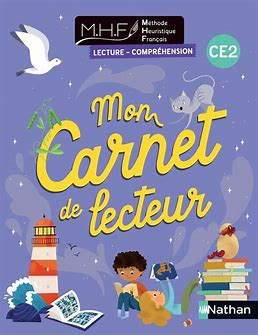 M.H.F
Méthode
Heuristique
Français
LECTURE – COMPRÉHENSION
CE2
Mon
Carnet
de lecteur
Nathan